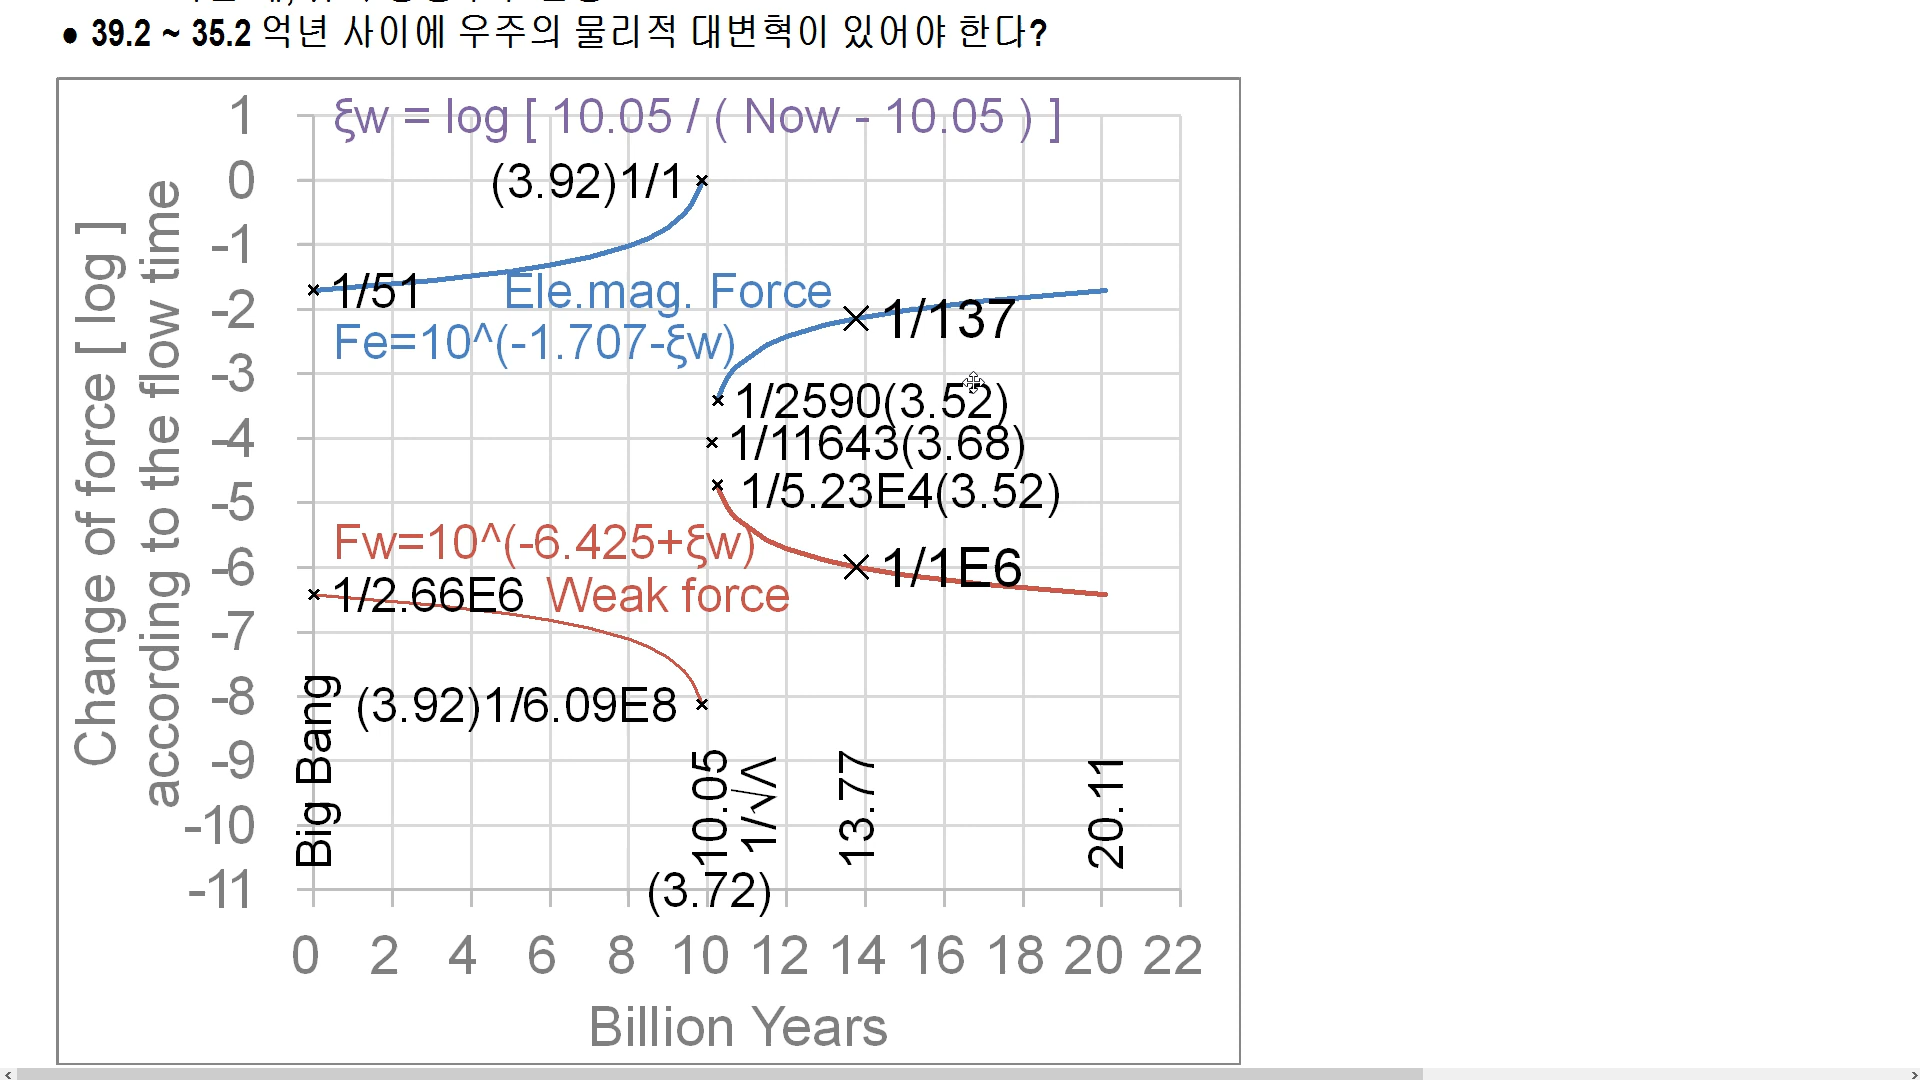 ● 39.2 ~ 35.2 억년 사이에 우주의 물리적 대변혁이 있어야 한다?
ξw = log [ 10.05 / ( Now - 10.05 ) ]
1
0
-1
-2
-3
-4
-5
-6
-7
-8
-9
-10
-11
Change of force [ log ]
according to the flow time
(3.92)1/1
1/51
Ele.mag. Force
1/137
Fe=10^(-1.707-ξw)
1/2590(3.52)
1/11643(3.68)
1/5.23E4(3.52)
Fw=10^(-6.425+ξw)
1/1E6
1/2.66E6
Weak force
(3.92)1/6.09E8
Big Bang
10.05
1/√Λ
13.77
20.11
(3.72)
0 2 4 6 8 10 12 14 16 18 20 22
Billion Years